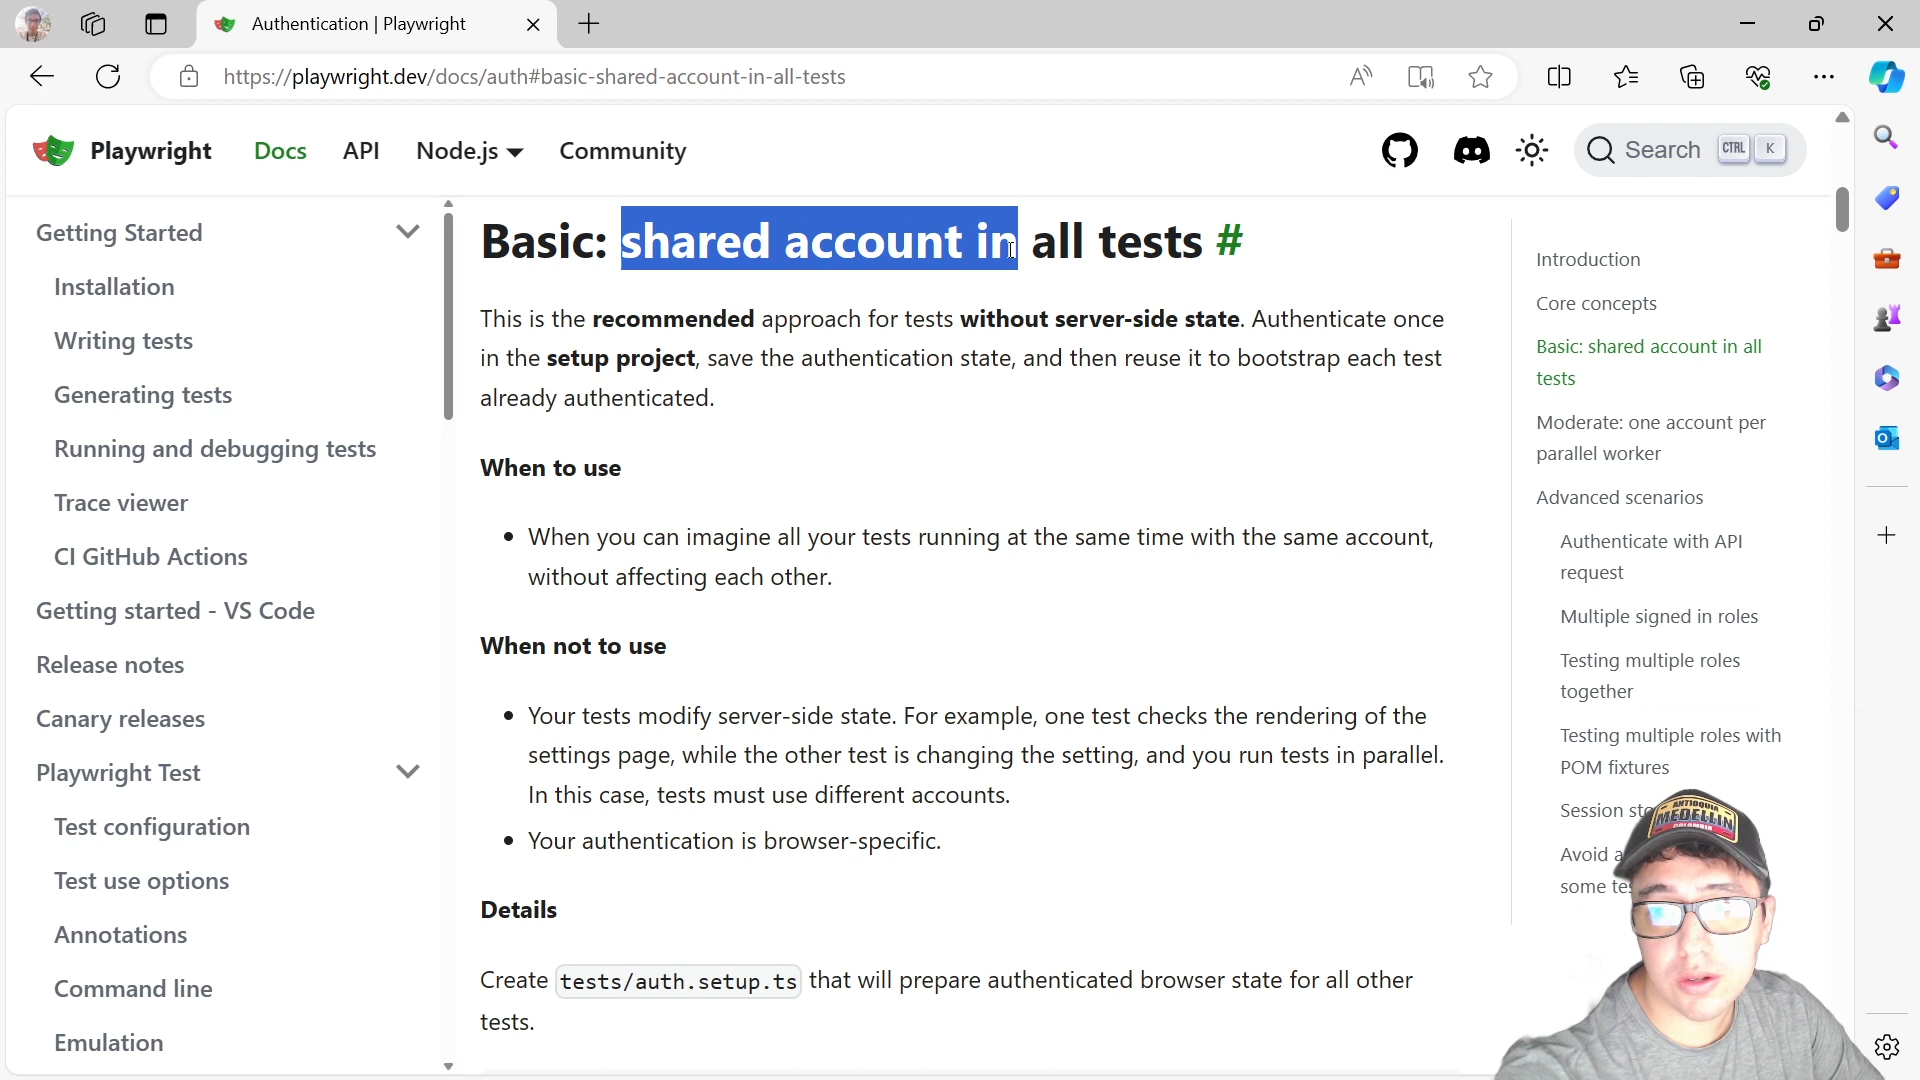 Authentication | Playwright
https://playwright.dev/docs/auth#basic-shared-account-in-all-tests
Playwright
Docs
API
Node.js
Community
Search
CTRL
K
Getting Started
Installation
Writing tests
Generating tests
Running and debugging tests
Trace viewer
CI GitHub Actions
Getting started - VS Code
Release notes
Canary releases
Playwright Test
Test configuration
Test use options
Annotations
Command line
Emulation
Basic: shared account in all tests #
This is the recommended approach for tests without server-side state. Authenticate once
in the setup project, save the authentication state, and then reuse it to bootstrap each test
already authenticated.
When to use
• When you can imagine all your tests running at the same time with the same account,
without affecting each other.
When not to use
• Your tests modify server-side state. For example, one test checks the rendering of the
settings page, while the other test is changing the setting, and you run tests in parallel.
In this case, tests must use different accounts.
• Your authentication is browser-specific.
Details
Create tests/auth.setup.ts that will prepare authenticated browser state for all other
tests.
Introduction
Core concepts
Basic: shared account in all
tests
Moderate: one account per
parallel worker
Advanced scenarios
Authenticate with API
request
Multiple signed in roles
Testing multiple roles
together
Testing multiple roles with
POM fixtures
Session
Avoid
some
ANTIOQUIA
MEDELLIN
COLOMBIA